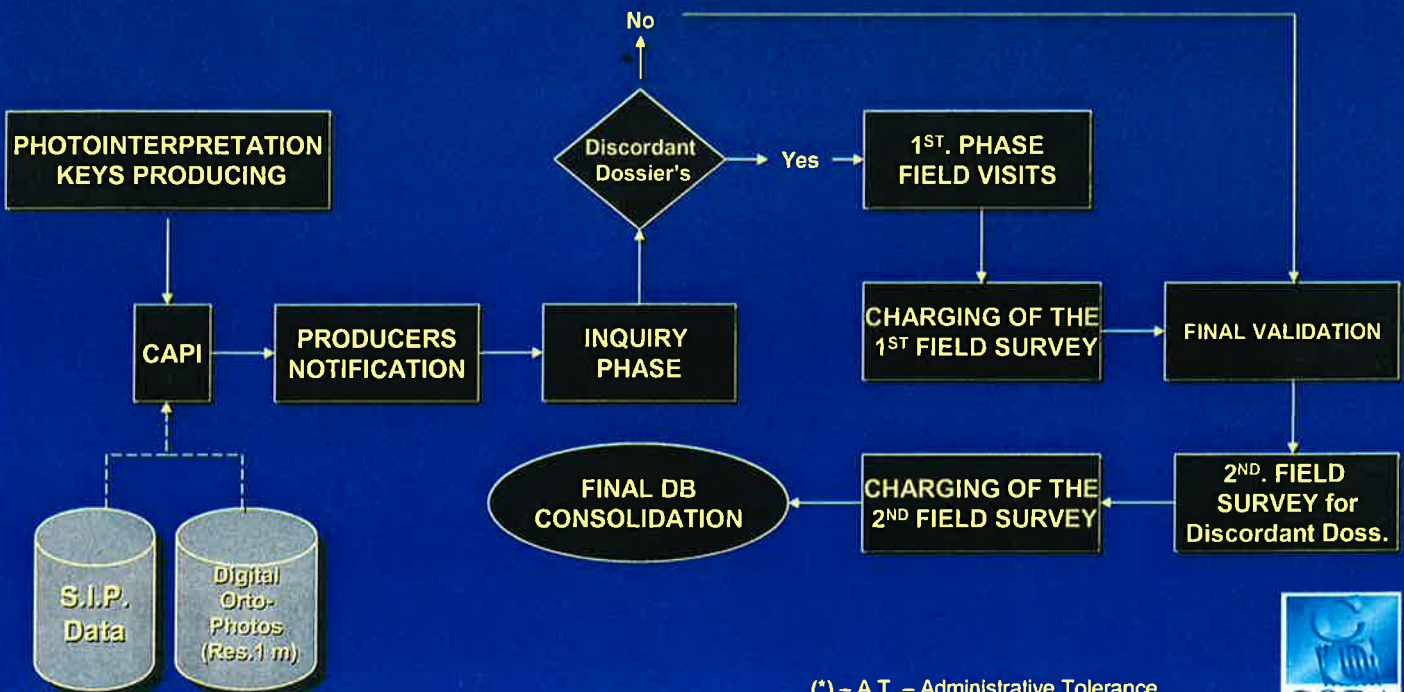 No
PHOTOINTERPRETATION
KEYS PRODUCING
Discordant
Dossier's
Yes
1ST. PHASE
FIELD VISITS
CAPI
PRODUCERS
NOTIFICATION
INQUIRY
PHASE
CHARGING OF THE
1ST FIELD SURVEY
FINAL VALIDATION
FINAL DB
CONSOLIDATION
CHARGING OF THE
2ND FIELD SURVEY
2ND. FIELD
SURVEY for
Discordant Doss.
S.I.P.
Data
Digital
Orto-
Photos
(Res.1 m)
(*) – A.T. – Administrative Tolerance